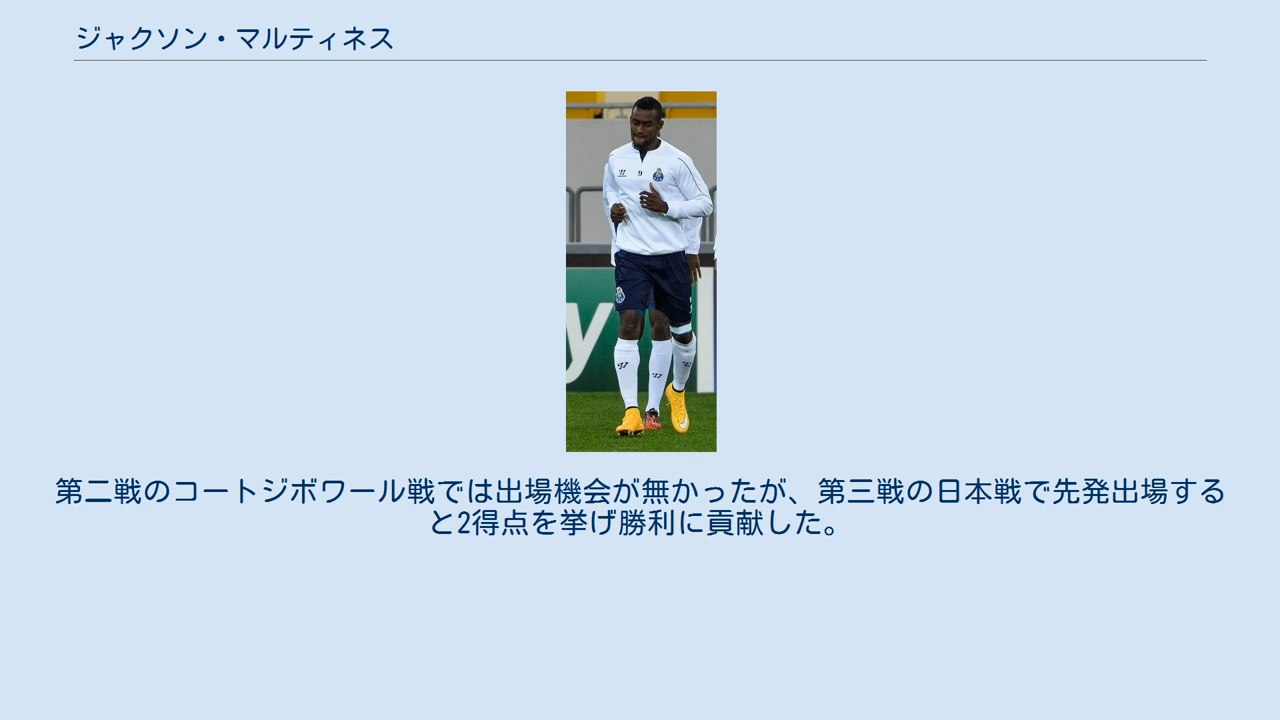 ジャクソン・マルティネス
9
y
第二戦のコートジボワール戦では出場機会が無かったが、第三戦の日本戦で先発出場する
と2得点を挙げ勝利に貢献した。